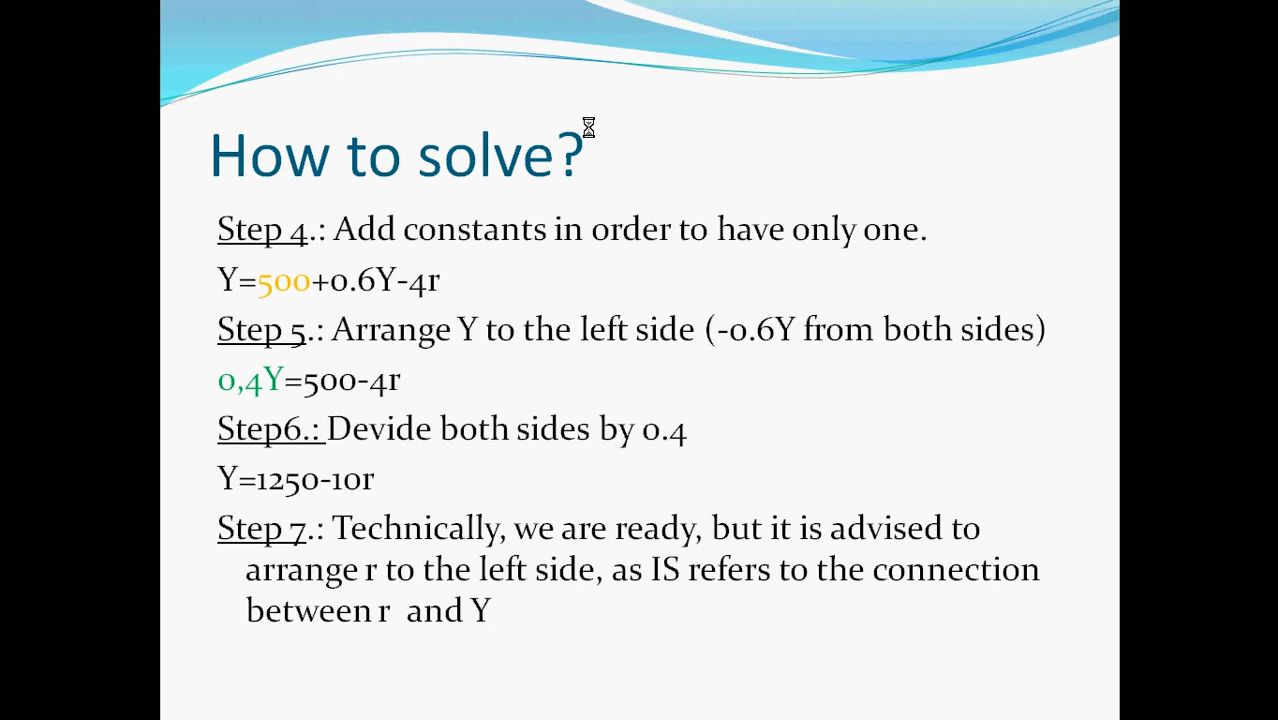 How to solve?
Step 4.: Add constants in order to have only one.
Y=500+0.6Y-4r
Step 5.: Arrange Y to the left side (-0.6Y from both sides)
0,4Y=500-4r
Step6.: Devide both sides by 0.4
Y=1250-10r
Step 7.: Technically, we are ready, but it is advised to
arrange r to the left side, as IS refers to the connection
between r and Y